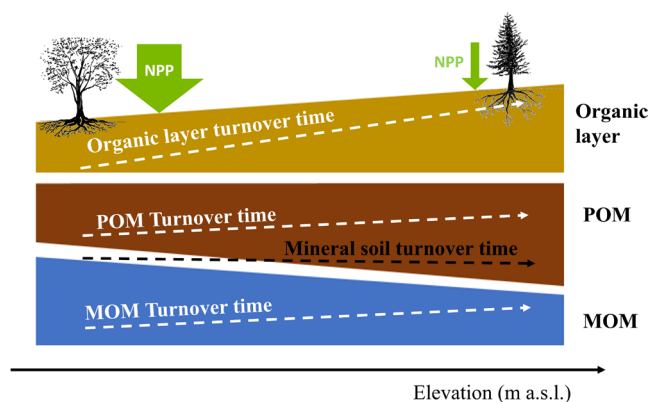 NPP
NPP
Organic layer turnover time
Organic
layer
POM Turnover time
POM
Mineral soil turnover time
MOM Turnover time
MOM
Elevation (m a.s.l.)